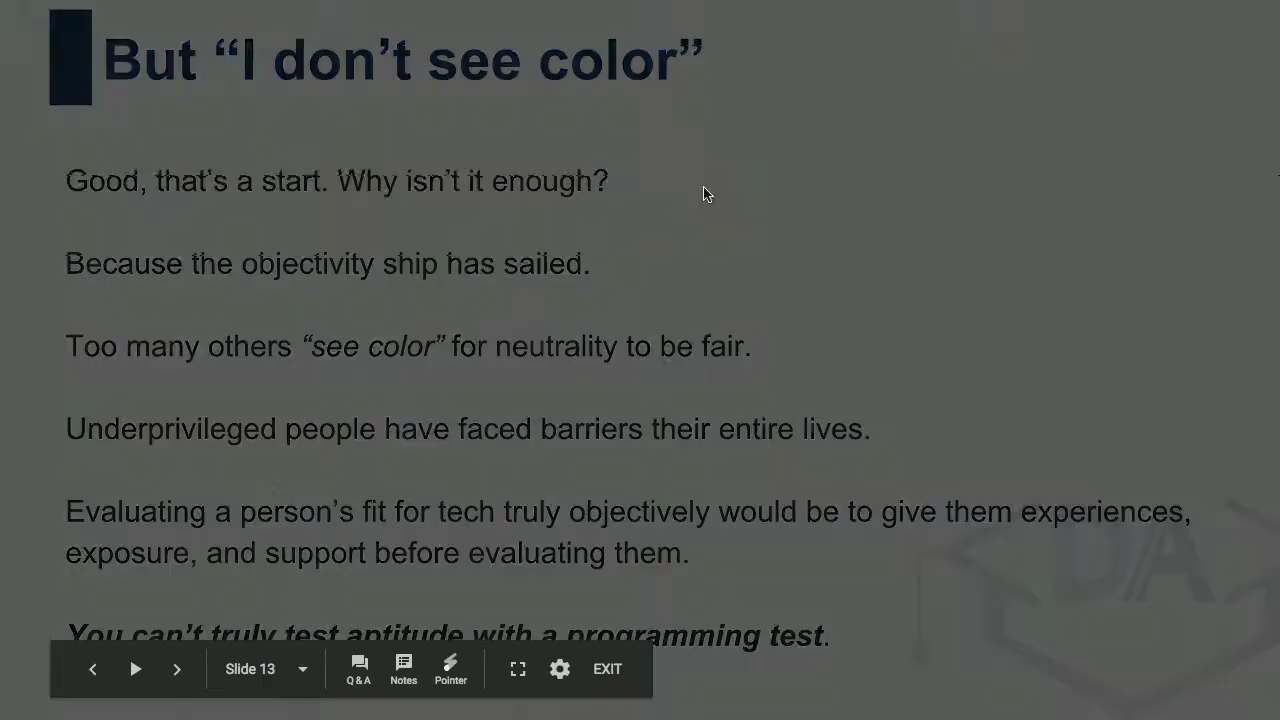 But “I don’t see color”
Good, that’s a start. Why isn’t it enough?
Because the objectivity ship has sailed.
Too many others “see color” for neutrality to be fair.
Underprivileged people have faced barriers their entire lives.
Evaluating a person’s fit for tech truly objectively would be to give them experiences,
exposure, and support before evaluating them.
DA
You can’t truly test aptitude with a programming test.
Slide 13
Q & A
Notes
Pointer
EXIT